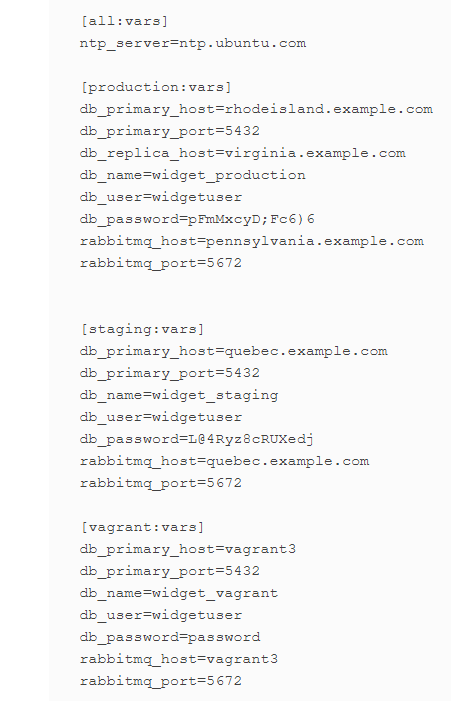 [all:vars]
ntp_server=ntp.ubuntu.com
[production:vars]
db_primary_host=rhodeisland.example.com
db_primary_port=5432
db_replica_host=virginia.example.com
db_name=widget_production
db_user=widgetuser
db_password=pFmMxcyD;Fc6)6
rabbitmq_host=pennsylvania.example.com
rabbitmq_port=5672
[staging:vars]
db_primary_host=quebec.example.com
db_primary_port=5432
db_name=widget_staging
db_user=widgetuser
db_password=L@4Ryz8cRUXedj
rabbitmq_host=quebec.example.com
rabbitmq_port=5672
[vagrant:vars]
db_primary_host=vagrant3
db_primary_port=5432
db_name=widget_vagrant
db_user=widgetuser
db_password=password
rabbitmq_host=vagrant3
rabbitmq_port=5672